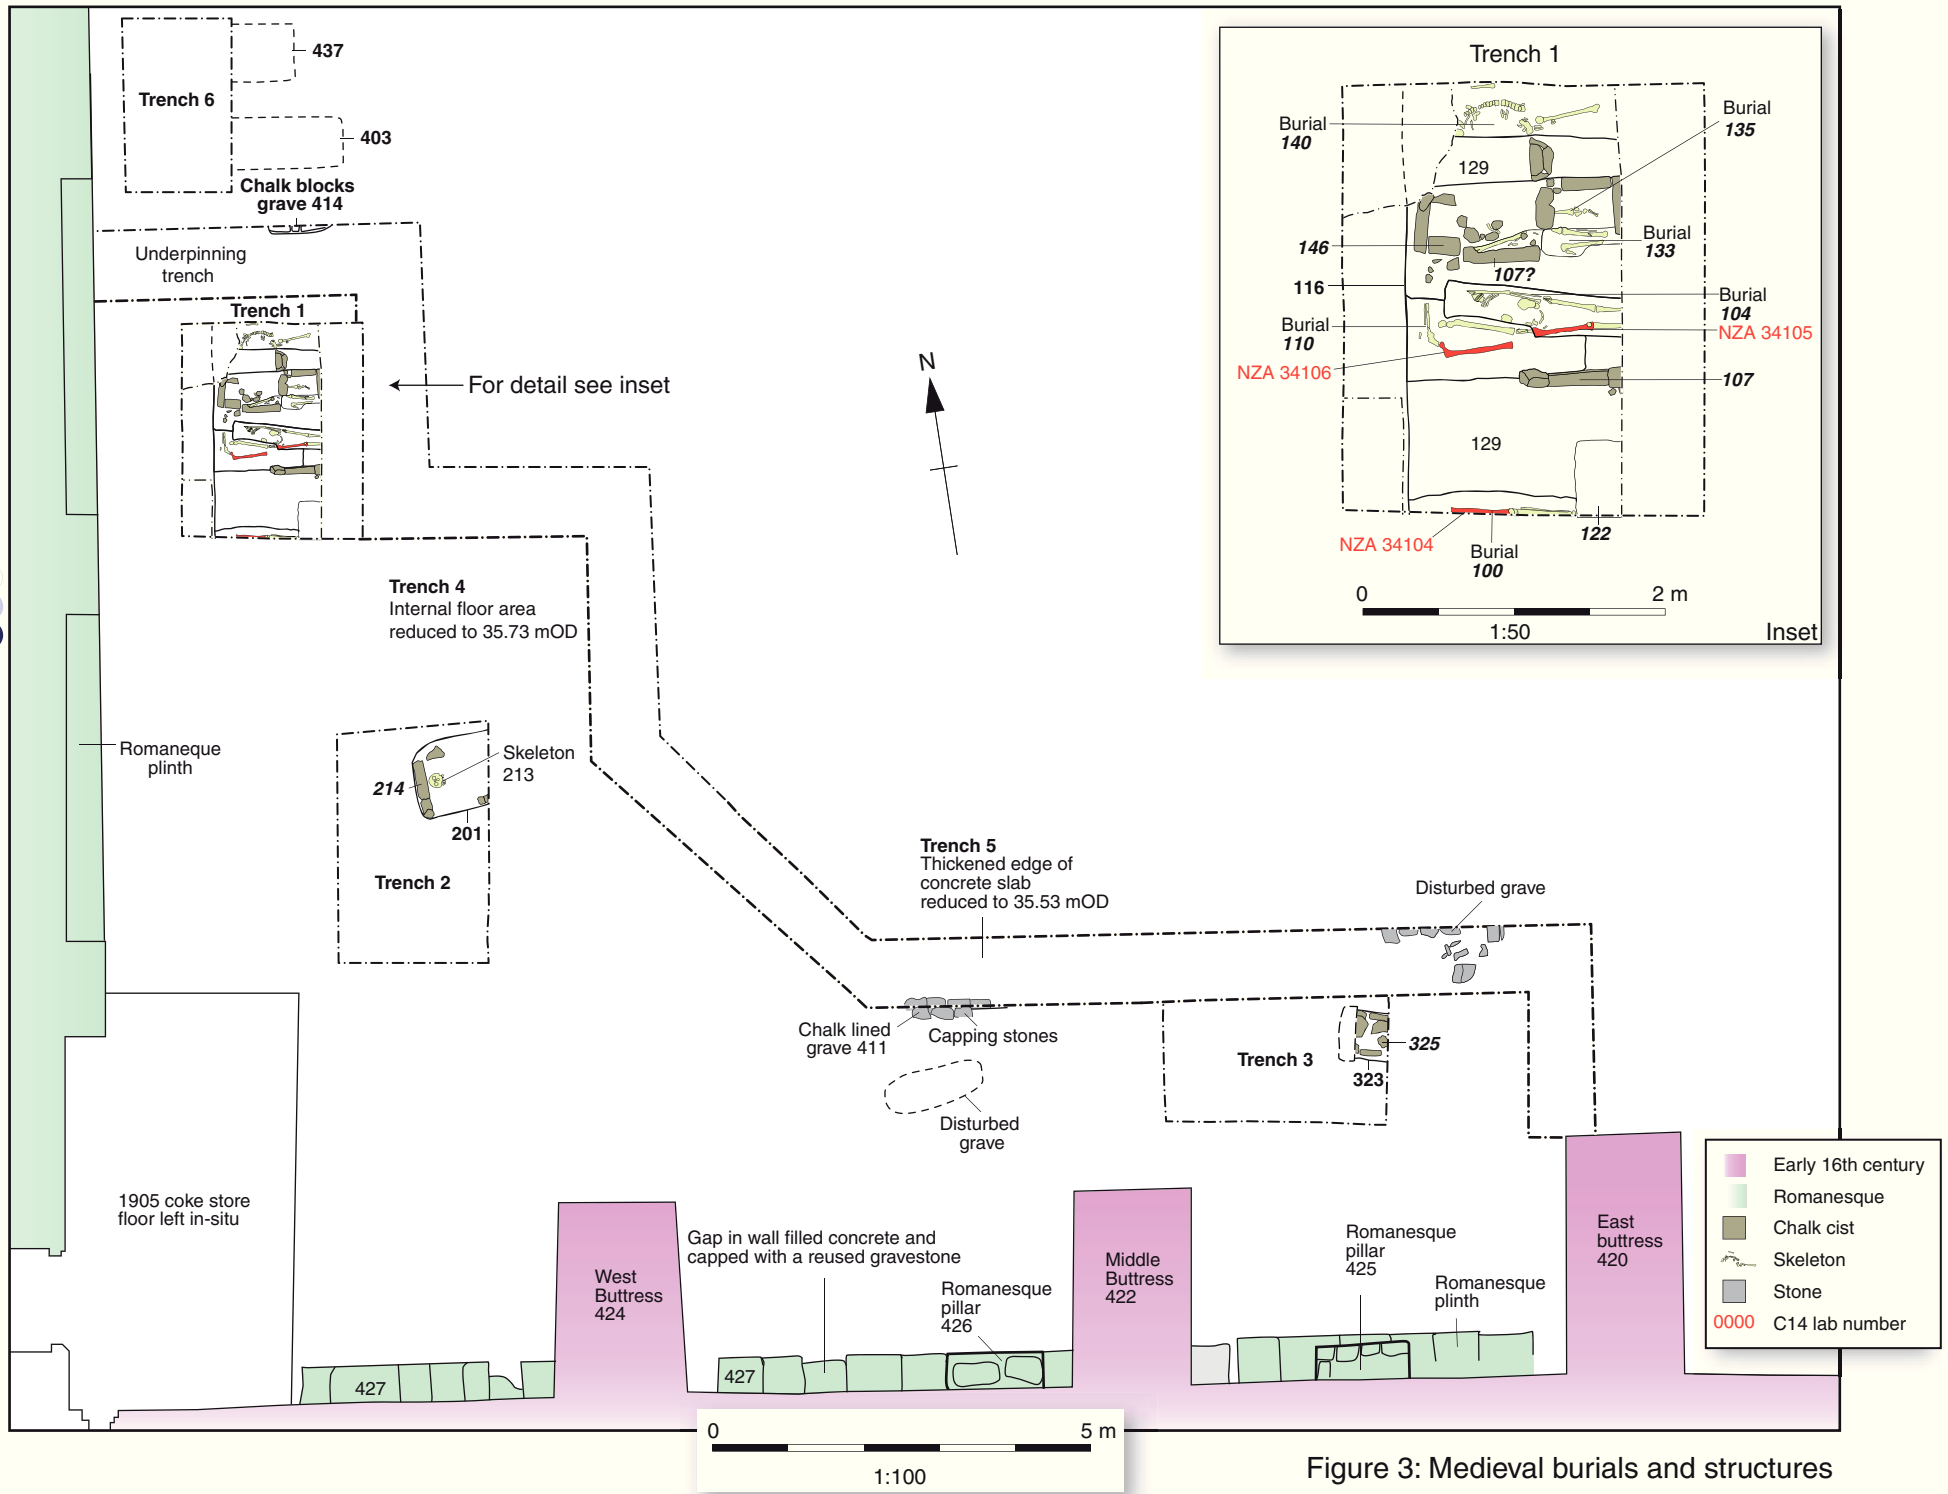 437
Trench 6
403
Chalk blocks
grave 414
Underpinning
trench
Trench 1
For detail see inset
N
Trench 4
Internal floor area
reduced to 35.73 mOD
Romaneque
plinth
Skeleton
213
214
201
Trench 2
Trench 5
Thickened edge of
concrete slab
reduced to 35.53 mOD
Disturbed grave
Chalk lined
grave 411
Capping stones
Disturbed
grave
Trench 3
325
323
1905 coke store
floor left in-situ
West
Buttress
424
Gap in wall filled concrete and
capped with a reused gravestone
Romanesque
pillar
426
Middle
Buttress
422
Romanesque
pillar
425
Romanesque
plinth
East
buttress
420
427
427
0 5 m
1:100
Trench 1
Burial
140
Burial
135
129
146
Burial
133
107?
116
Burial
104
NZA 34105
Burial
110
NZA 34106
107
129
122
NZA 34104
Burial
100
0 2 m
1:50
Inset
Early 16th century
Romanesque
Chalk cist
Skeleton
Stone
0000 C14 lab number
Figure 3: Medieval burials and structures